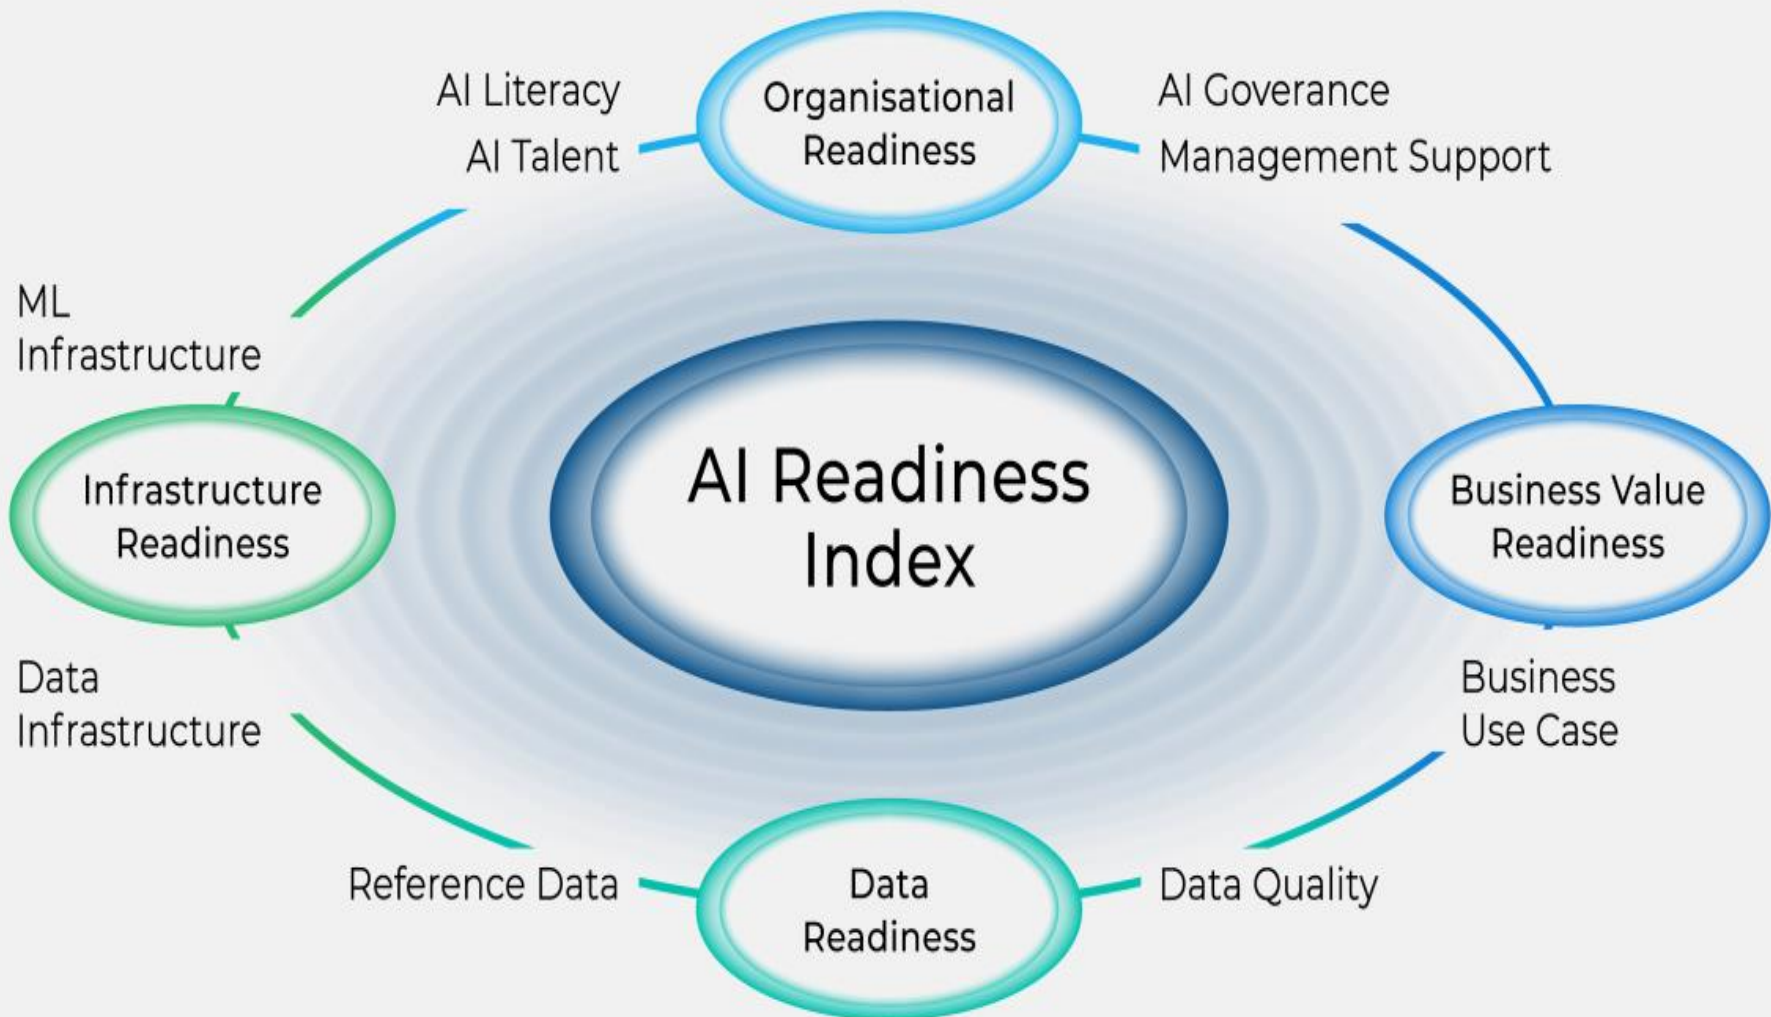 AI Literacy
AI Talent
Organisational
Readiness
AI Goverance
Management Support
ML
Infrastructure
Infrastructure
Readiness
AI Readiness
Index
Business Value
Readiness
Data
Infrastructure
Business
Use Case
Reference Data
Data
Readiness
Data Quality